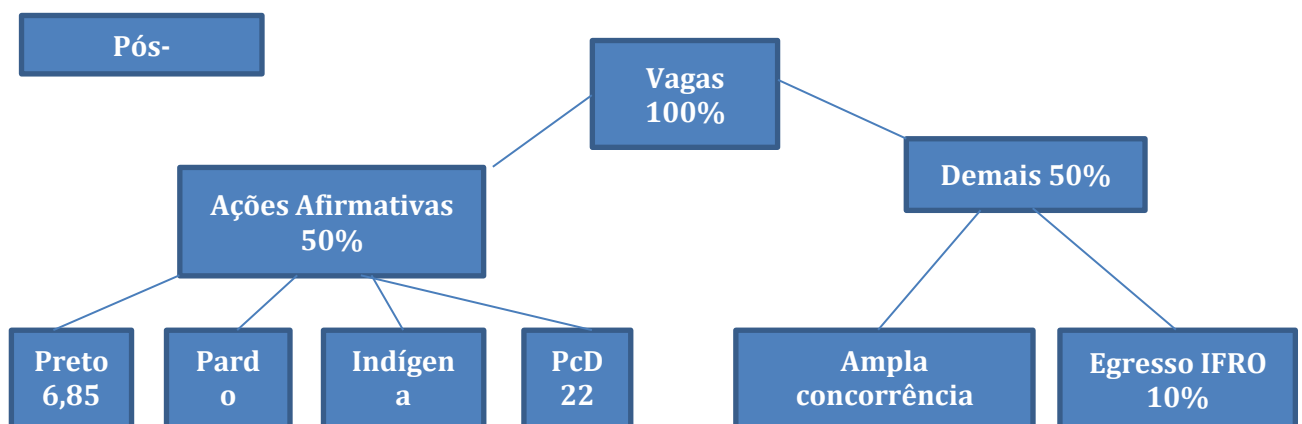 Pós-
Vagas
100%
Ações Afirmativas
50%
Demais 50%
Preto
6,85
Pard
o
Indígen
a
PcD
22
Ampla
concorrência
Egresso IFRO
10%